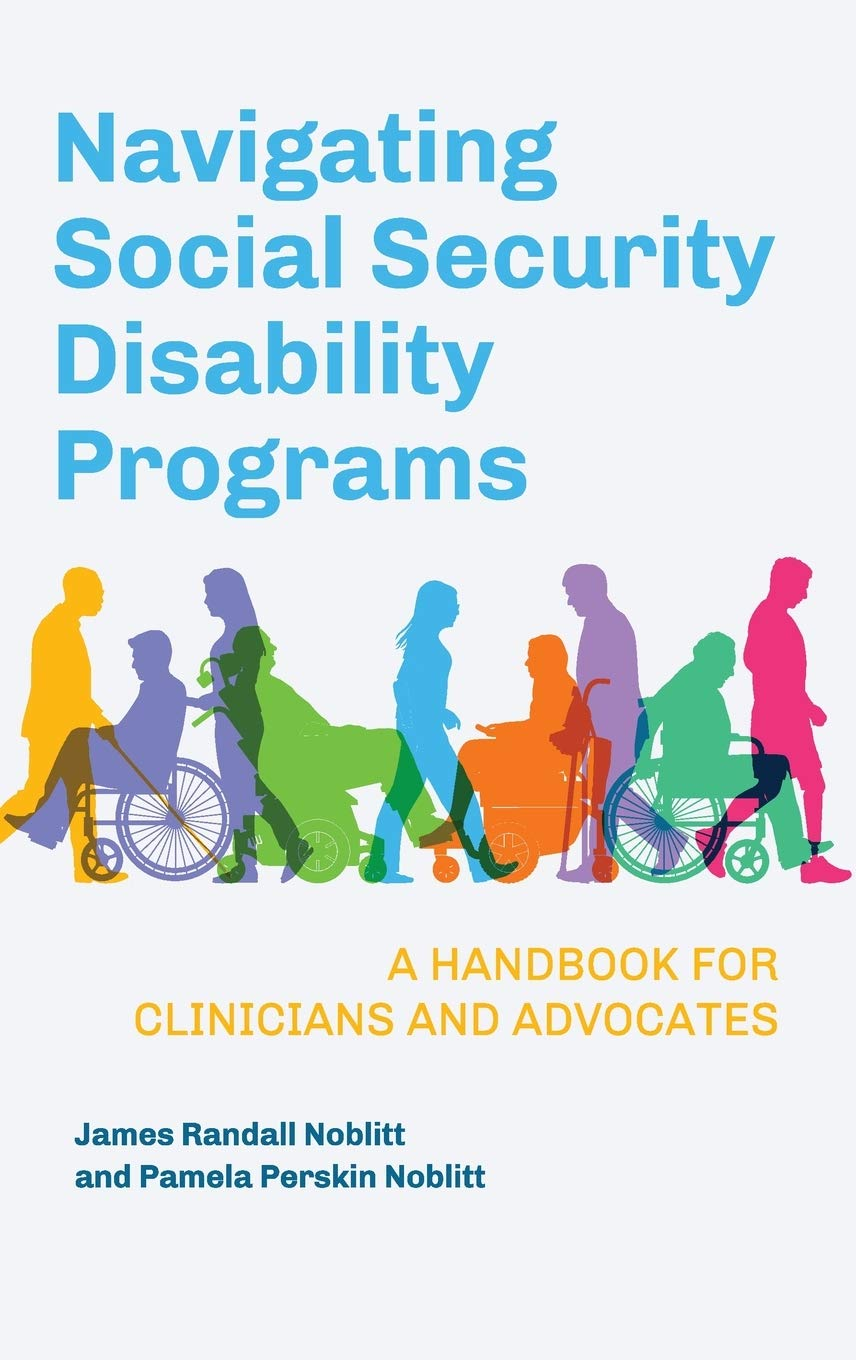 Navigating
Social Security
Disability
Programs
A HANDBOOK FOR
CLINICIANS AND ADVOCATES
James Randall Noblitt
and Pamela Perskin Noblitt